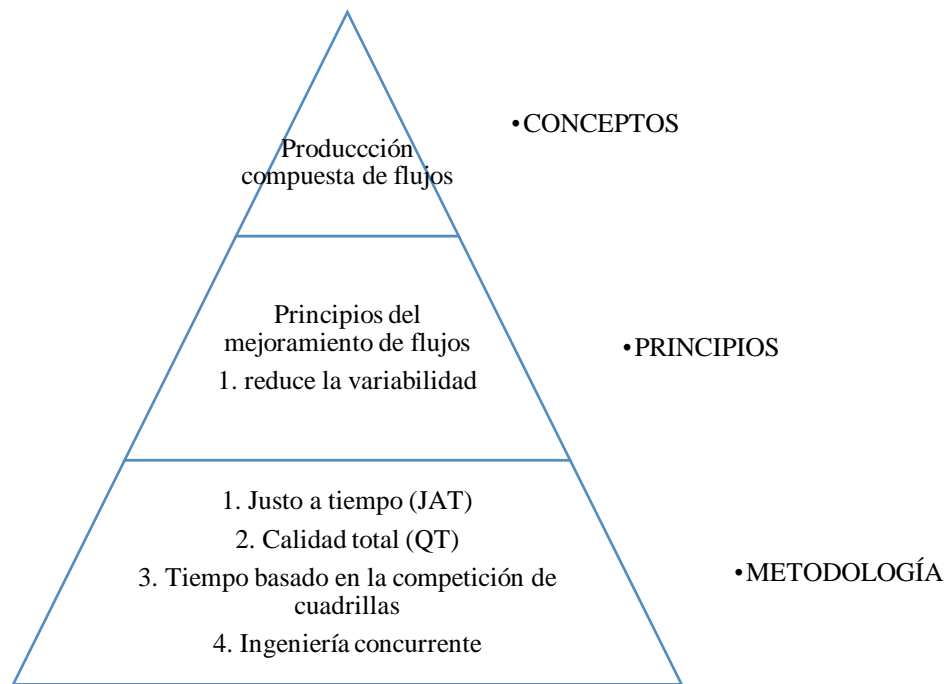 Produccción
compuesta de flujos
•CONCEPTOS
Principios del
mejoramiento de flujos
1. reduce la variabilidad
•PRINCIPIOS
1. Justo a tiempo (JAT)
2. Calidad total (QT)
3. Tiempo basado en la competición de
cuadrillas
4. Ingeniería concurrente
•METODOLOGÍA